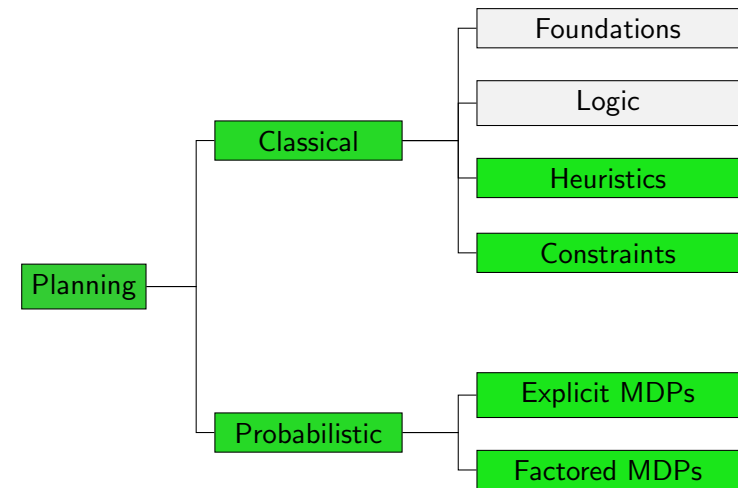 Planning
Classical
Foundations
Logic
Heuristics
Constraints
Probabilistic
Explicit MDPs
Factored MDPs